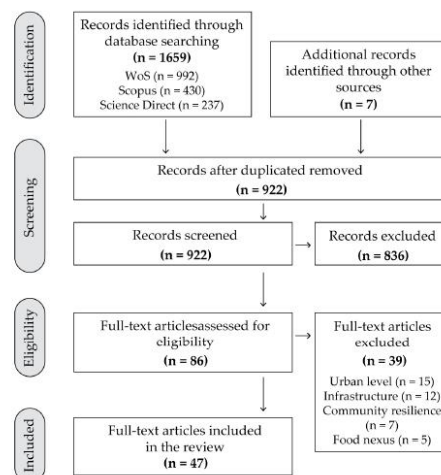 Identification
Records identified through
database searching
(n = 1659)
WoS (n = 992)
Scopus (n = 430)
Science Direct (n = 237)
Additional records
identified through other
sources
(n = 7)
Screening
Records after duplicated removed
(n = 922)
Records screened
(n = 922)
Records excluded
(n = 836)
Eligibility
Full-text articlesassessed for
eligibility
(n = 86)
Full-text articles
excluded
(n = 39)
Urban level (n = 15)
Infrastructure (n = 12)
Community resilience
(n = 7)
Food nexus (n = 5)
Included
Full-text articles included
in the review
(n = 47)